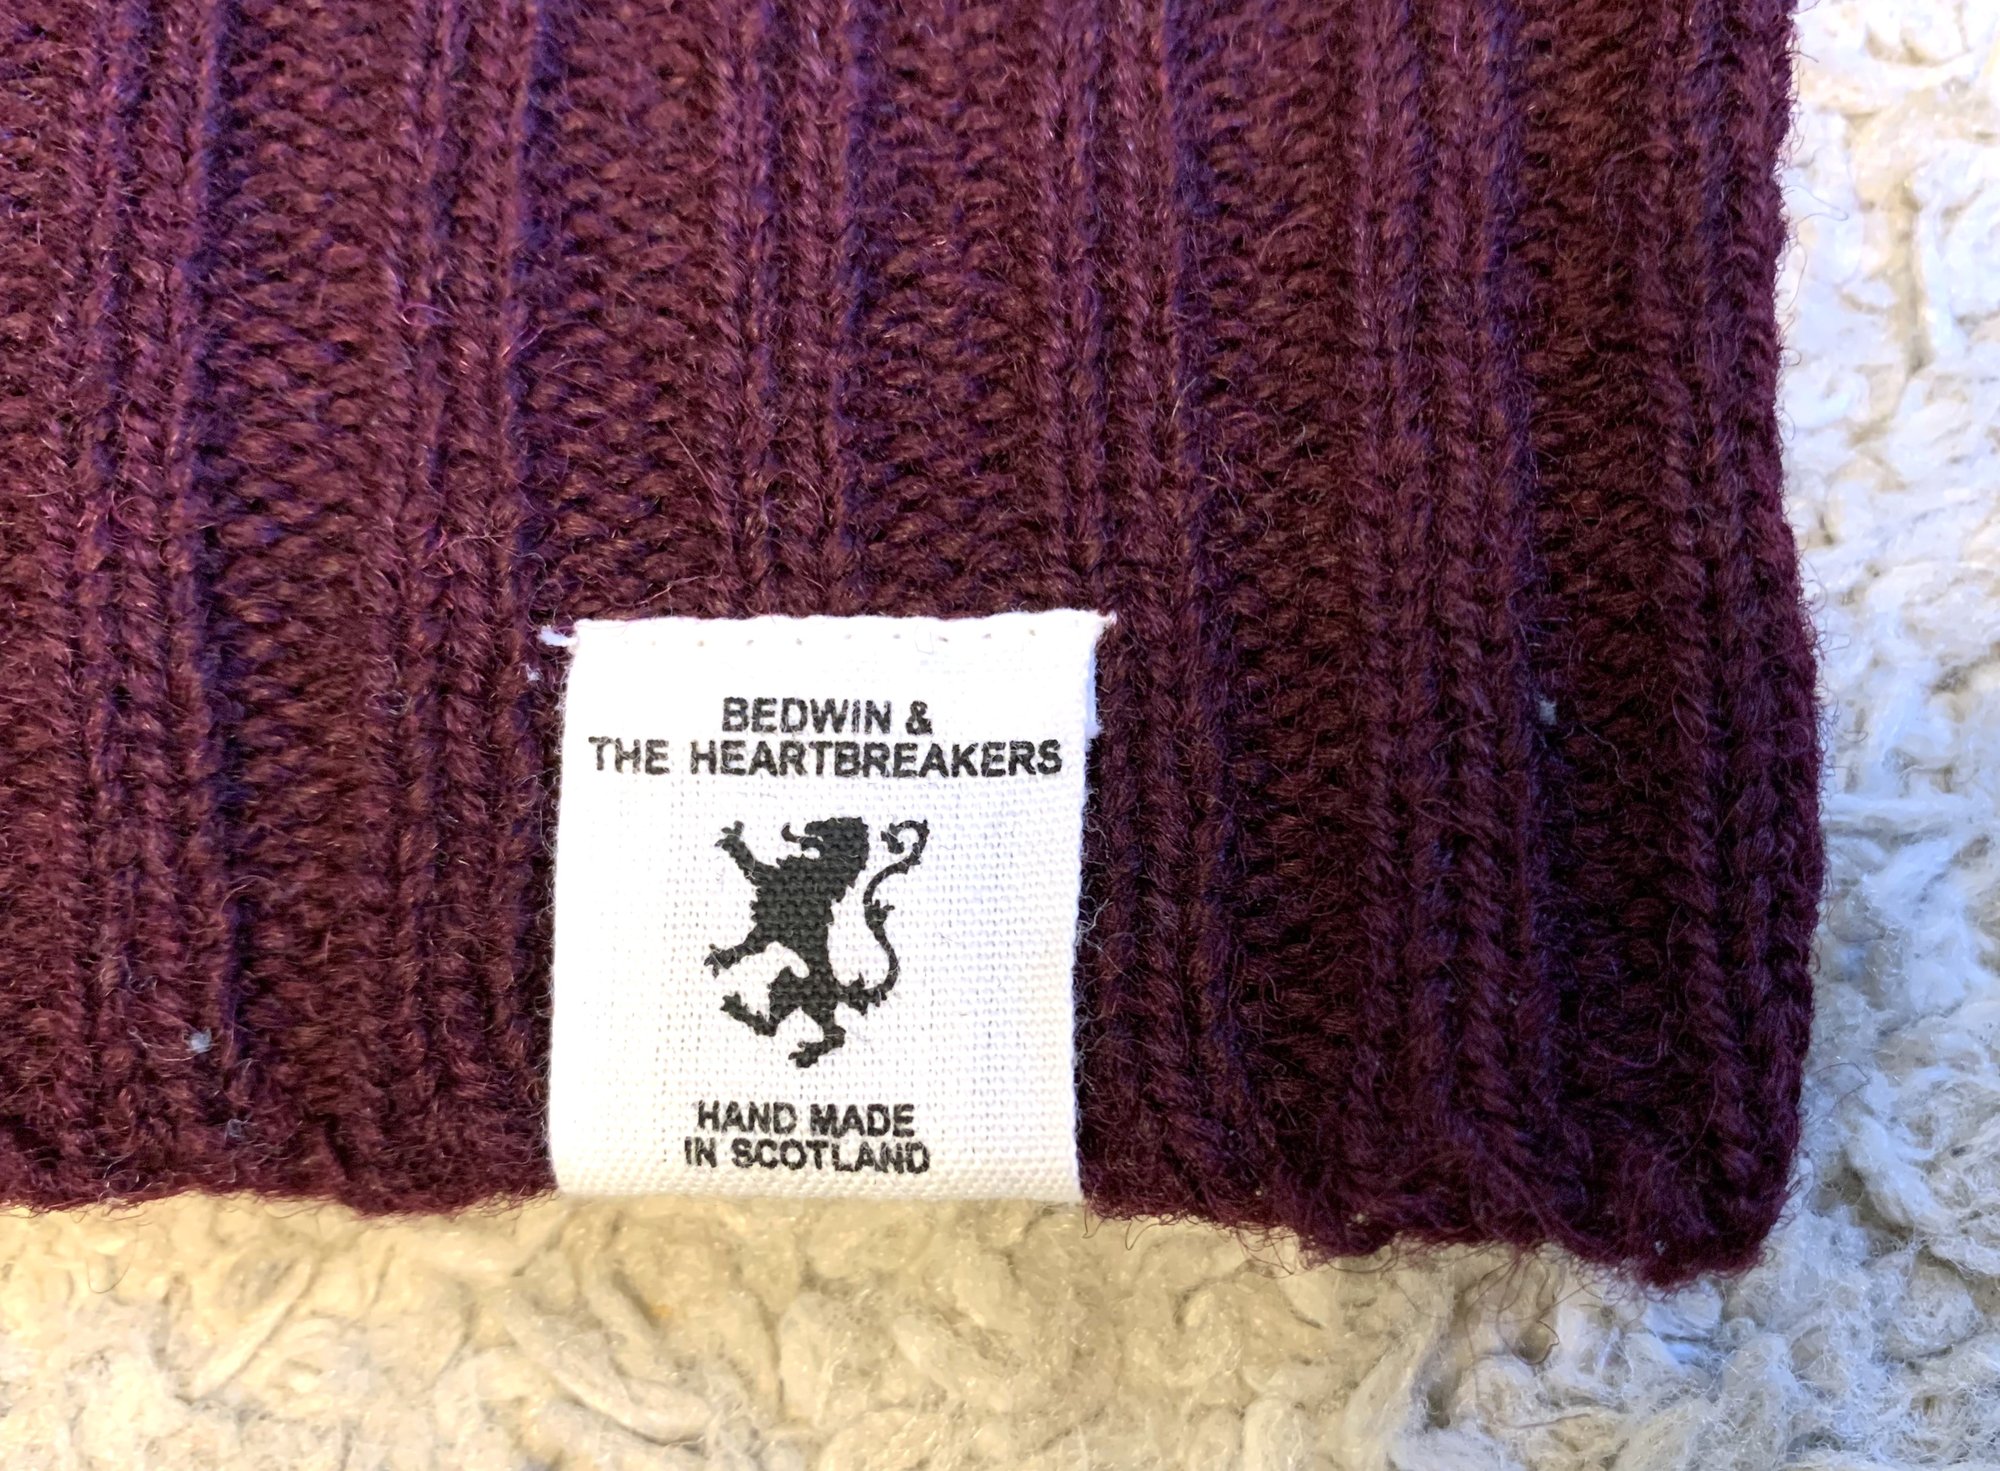 BEDWIN &
THE HEARTBREAKERS
HAND MADE
IN SCOTLAND